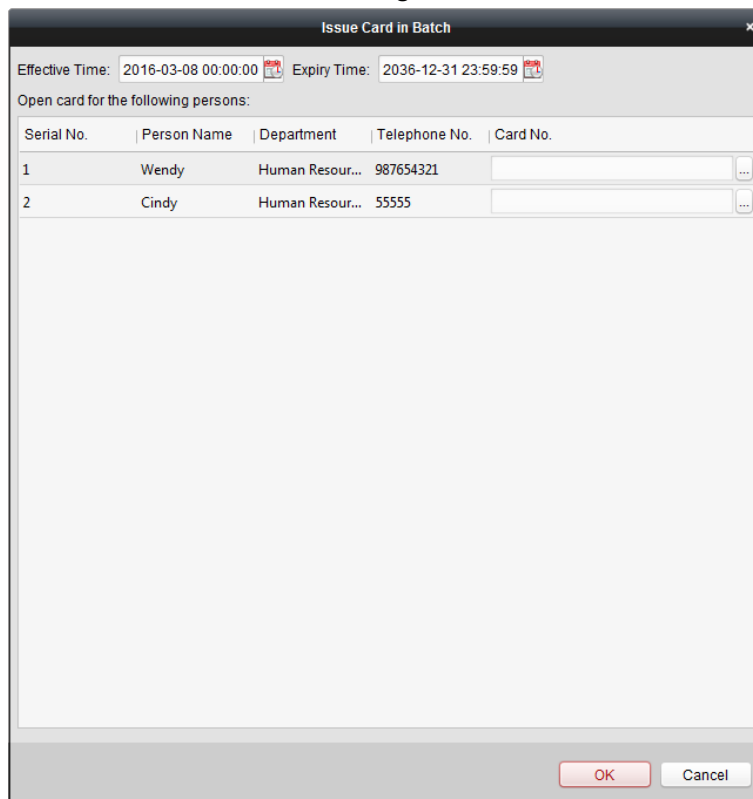 Issue Card in Batch
Effective Time: 2016-03-08 00:00:00 Expiry Time: 2036-12-31 23:59:59
Open card for the following persons:
Serial No. Person Name Department Telephone No. Card No.
1 Wendy Human Resour... 987654321 ...
2 Cindy Human Resour... 55555 ...
OK Cancel